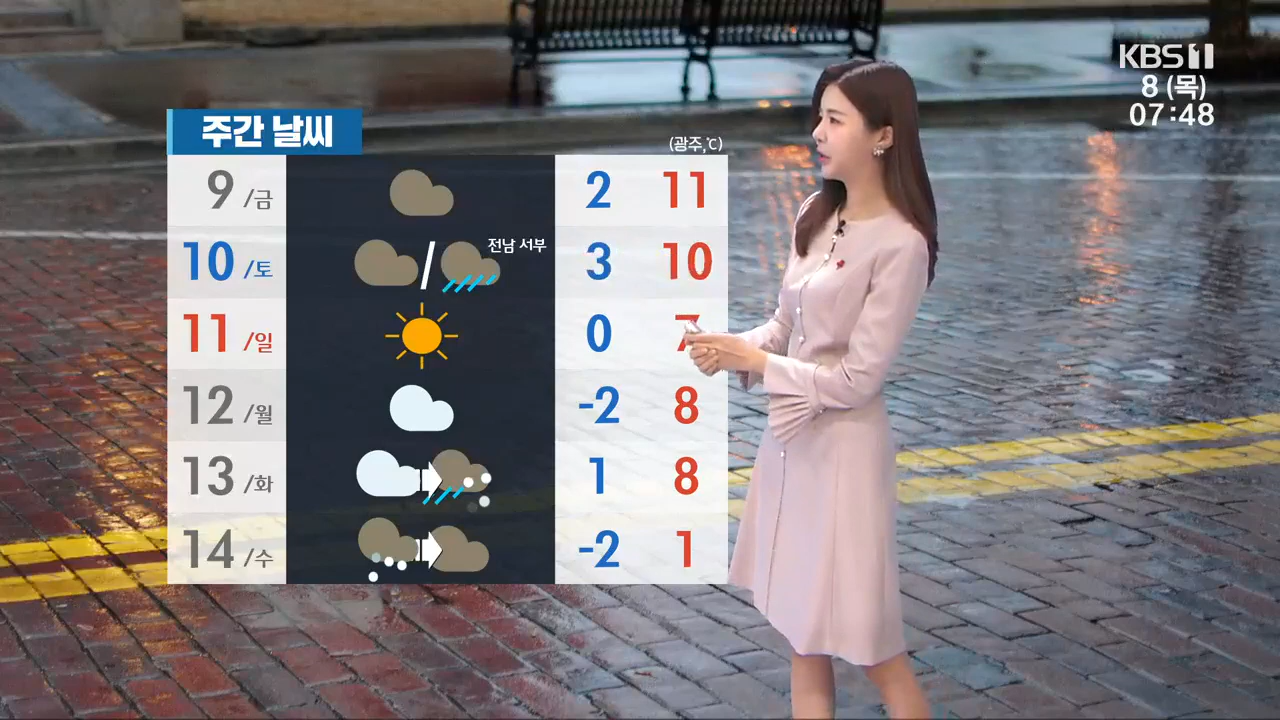 KBS 1
8 (목)
07:48
주간 날씨
(광주,℃)
9 /금 2 11
10 /토 전남 서부 3 10
11 /일 0 7
12 /월 -2 8
13 /화 1 8
14 /수 -2 1